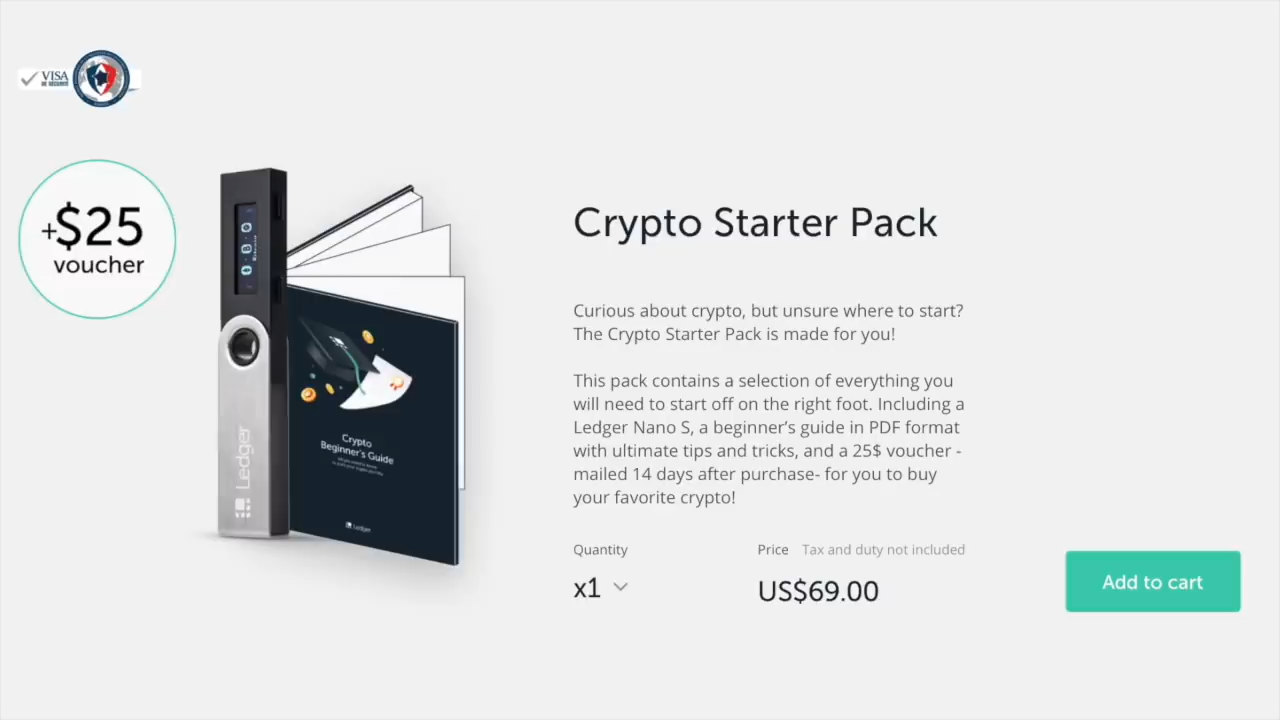 VISA
+$25
voucher
Ledger
Crypto
Beginner's Guide
Ledger
Crypto Starter Pack
Curious about crypto, but unsure where to start?
The Crypto Starter Pack is made for you!
This pack contains a selection of everything you
will need to start off on the right foot. Including a
Ledger Nano S, a beginner’s guide in PDF format
with ultimate tips and tricks, and a 25$ voucher -
mailed 14 days after purchase- for you to buy
your favorite crypto!
Quantity
x1
Price Tax and duty not included
US$69.00
Add to cart